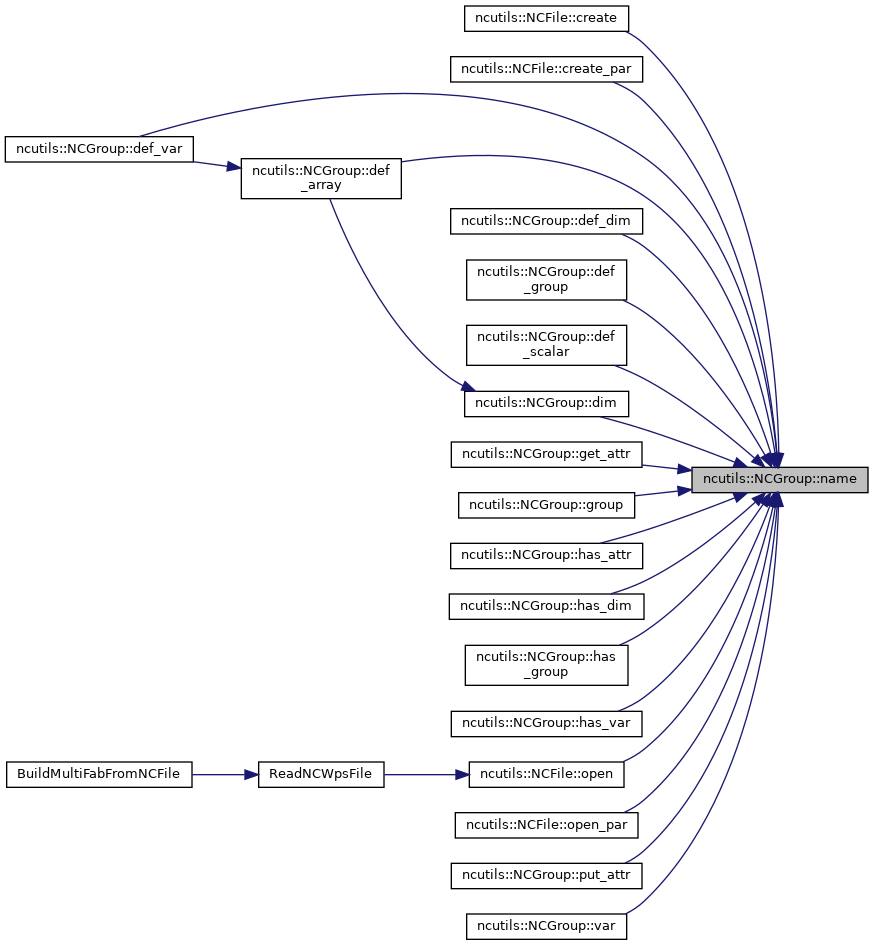 ncutils::NCFile::create
ncutils::NCFile::create_par
ncutils::NCGroup::def_var
ncutils::NCGroup::def
_array
ncutils::NCGroup::def_dim
ncutils::NCGroup::def
_group
ncutils::NCGroup::def
_scalar
ncutils::NCGroup::dim
ncutils::NCGroup::get_attr
ncutils::NCGroup::name
ncutils::NCGroup::group
ncutils::NCGroup::has_attr
ncutils::NCGroup::has_dim
ncutils::NCGroup::has
_group
ncutils::NCGroup::has_var
BuildMultiFabFromNCFile
ReadNCWpsFile
ncutils::NCFile::open
ncutils::NCFile::open_par
ncutils::NCGroup::put_attr
ncutils::NCGroup::var